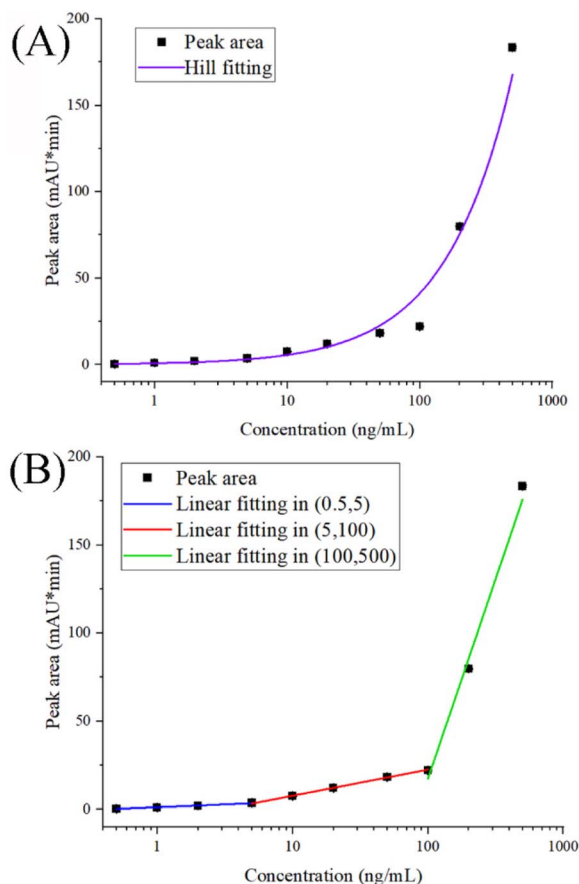 (A)
Peak area
Hill fitting
200
150
100
50
0
Peak area (mAU*min)
1
10
100
1000
Concentration (ng/mL)
(B)
Peak area
Linear fitting in (0.5,5)
Linear fitting in (5,100)
Linear fitting in (100,500)
200
150
100
50
0
Peak area (mAU*min)
1
10
100
1000
Concentration (ng/mL)